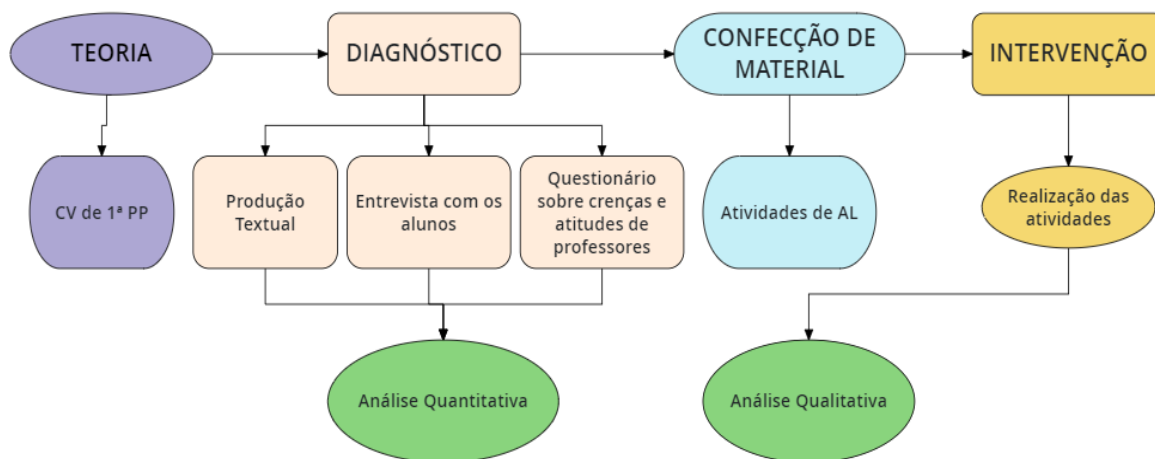 TEORIA
DIAGNÓSTICO
CONFECÇÃO DE
MATERIAL
INTERVENÇÃO
CV de 1ª PP
Produção
Textual
Entrevista com os
alunos
Questionário
sobre crenças e
atitudes de
professores
Atividades de AL
Realização das
atividades
Análise Quantitativa
Análise Qualitativa